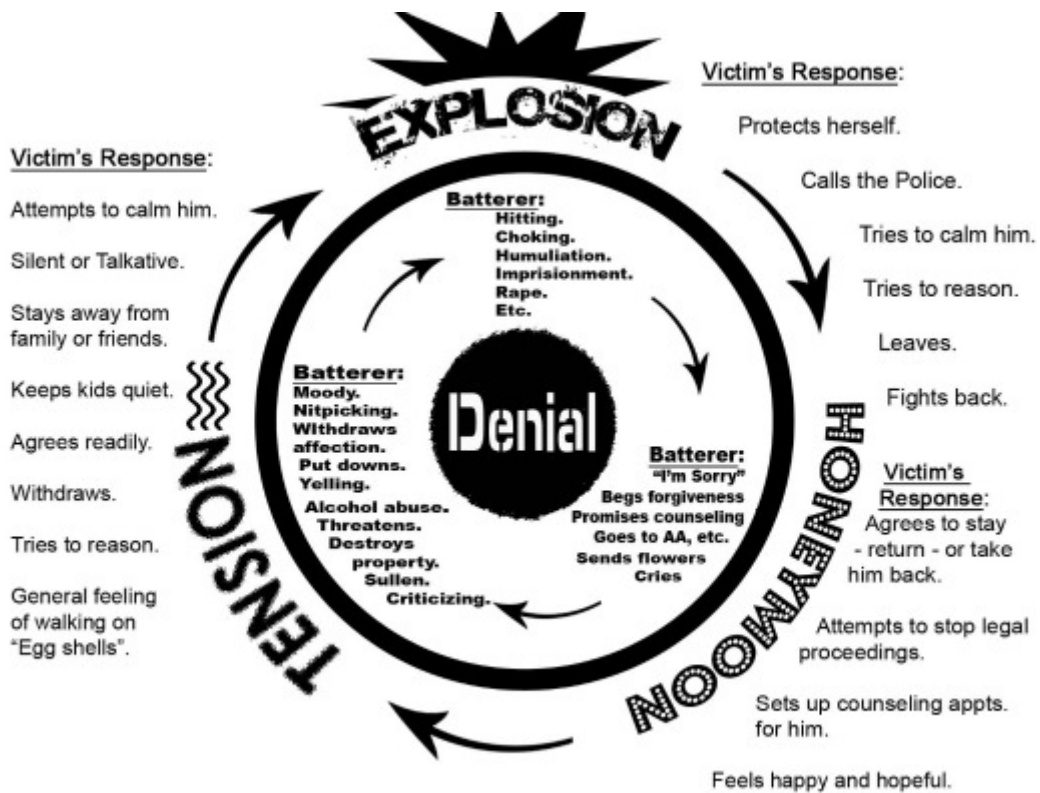 EXPLOSION
Victim's Response:
Protects herself.
Calls the Police.
Tries to calm him.
Tries to reason.
Leaves.
Fights back.
Victim's Response:
Attempts to calm him.
Silent or Talkative.
Stays away from
family or friends.
Keeps kids quiet.
Agrees readily.
Withdraws.
Tries to reason.
General feeling
of walking on
“Egg shells”.
TENSION
Batterer:
Hitting.
Choking.
Humuliation.
Imprisionment.
Rape.
Etc.
Batterer:
Moody.
Nitpicking.
Withdraws
affection.
Put downs.
Yelling.
Alcohol abuse.
Threatens.
Destroys
property.
Sullen.
Criticizing.
Denial
Batterer:
“I'm Sorry”
Begs forgiveness
Promises counseling
Goes to AA, etc.
Sends flowers
Cries
HONEYMOON
Victim's
Response:
Agrees to stay
- return - or take
him back.
Attempts to stop legal
proceedings.
Sets up counseling appts.
for him.
Feels happy and hopeful.